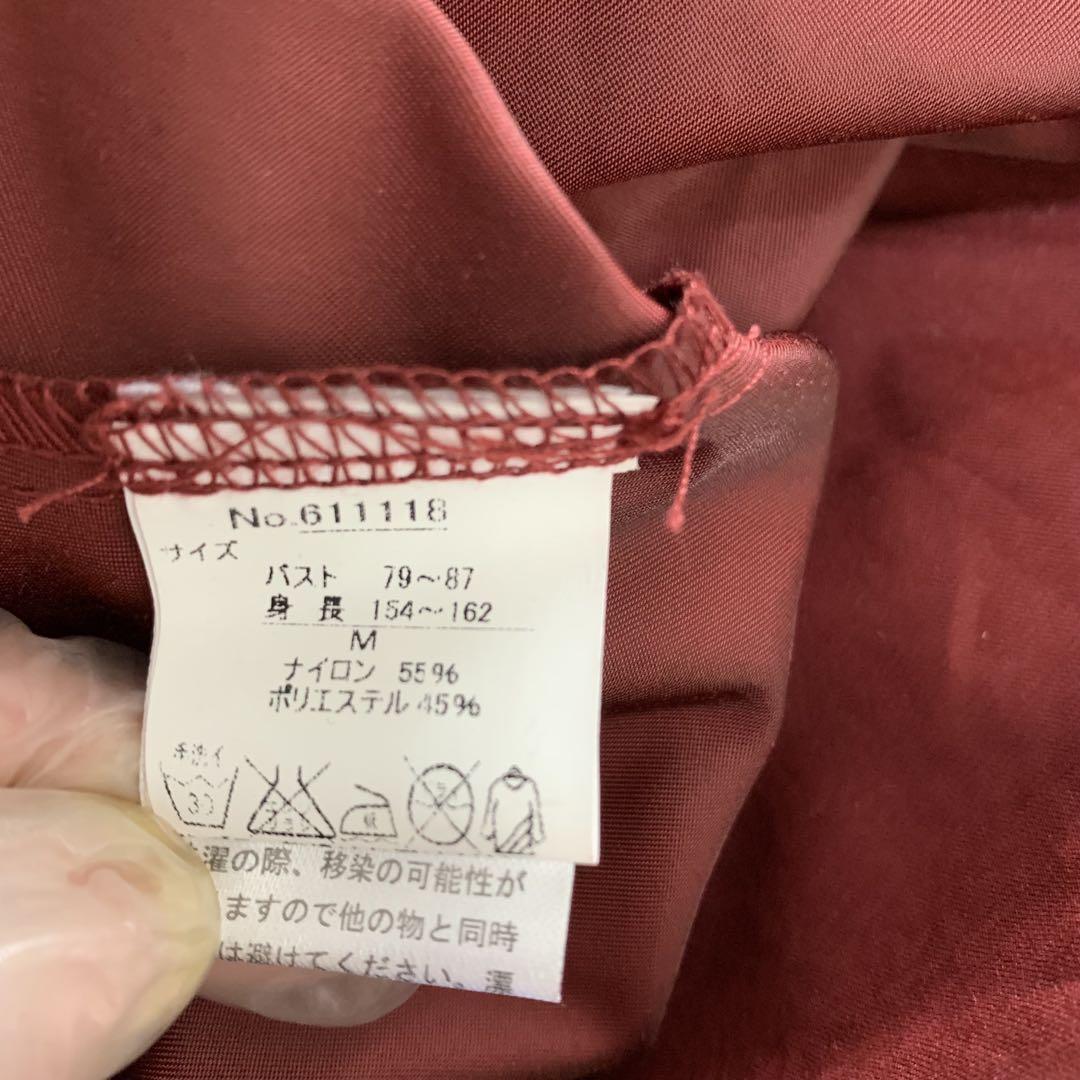 No.611118
サイズ
バスト 79～87
身長 154～162
M
ナイロン 55%
ポリエステル 45%
手洗イ
30
濯の際、移染の可能性が
ますので他の物と同時
は避けてください。